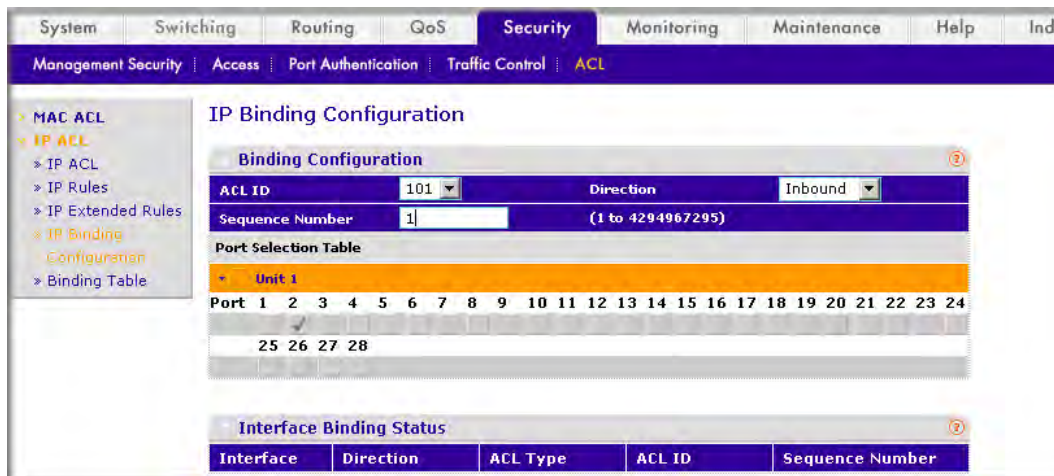 System Switching Routing QoS Security Monitoring Maintenance Help Ind
Management Security Access Port Authentication Traffic Control ACL
MAC ACL
IP ACL
» IP ACL
» IP Rules
» IP Extended Rules
» IP Binding
Configuration
» Binding Table
IP Binding Configuration
Binding Configuration ?
ACL ID 101 Direction Inbound
Sequence Number 1 (1 to 4294967295)
Port Selection Table
Unit 1
Port 1 2 3 4 5 6 7 8 9 10 11 12 13 14 15 16 17 18 19 20 21 22 23 24
25 26 27 28
Interface Binding Status ?
Interface Direction ACL Type ACL ID Sequence Number